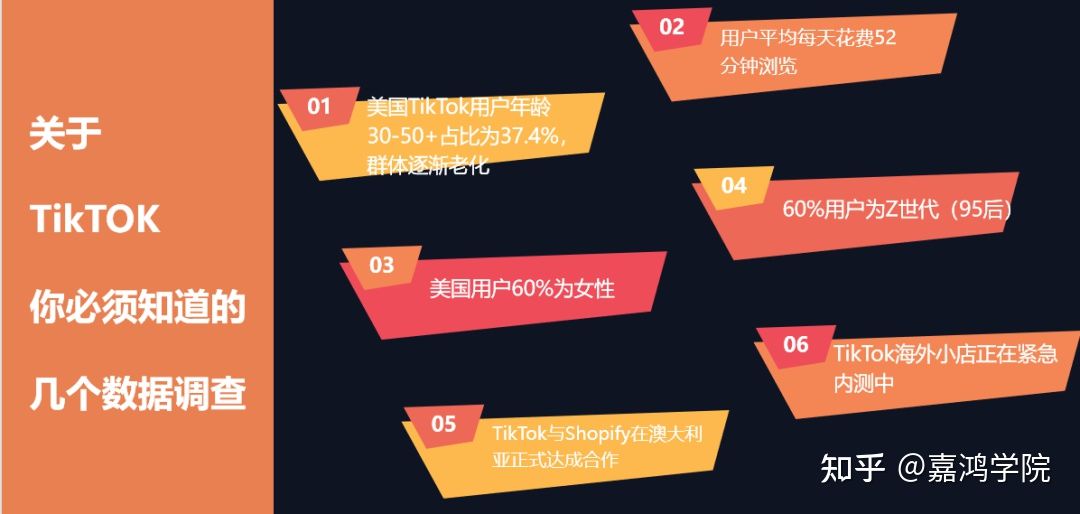 关于
TikTOK
你必须知道的
几个数据调查
01
美国TikTok用户年龄
30-50+占比为37.4%，
群体逐渐老化
02
用户平均每天花费52
分钟浏览
03
美国用户60%为女性
04
60%用户为Z世代（95后）
05
TikTok与Shopify在澳大利
亚正式达成合作
06
TikTok海外小店正在紧急
内测中
知乎 @嘉鸿学院